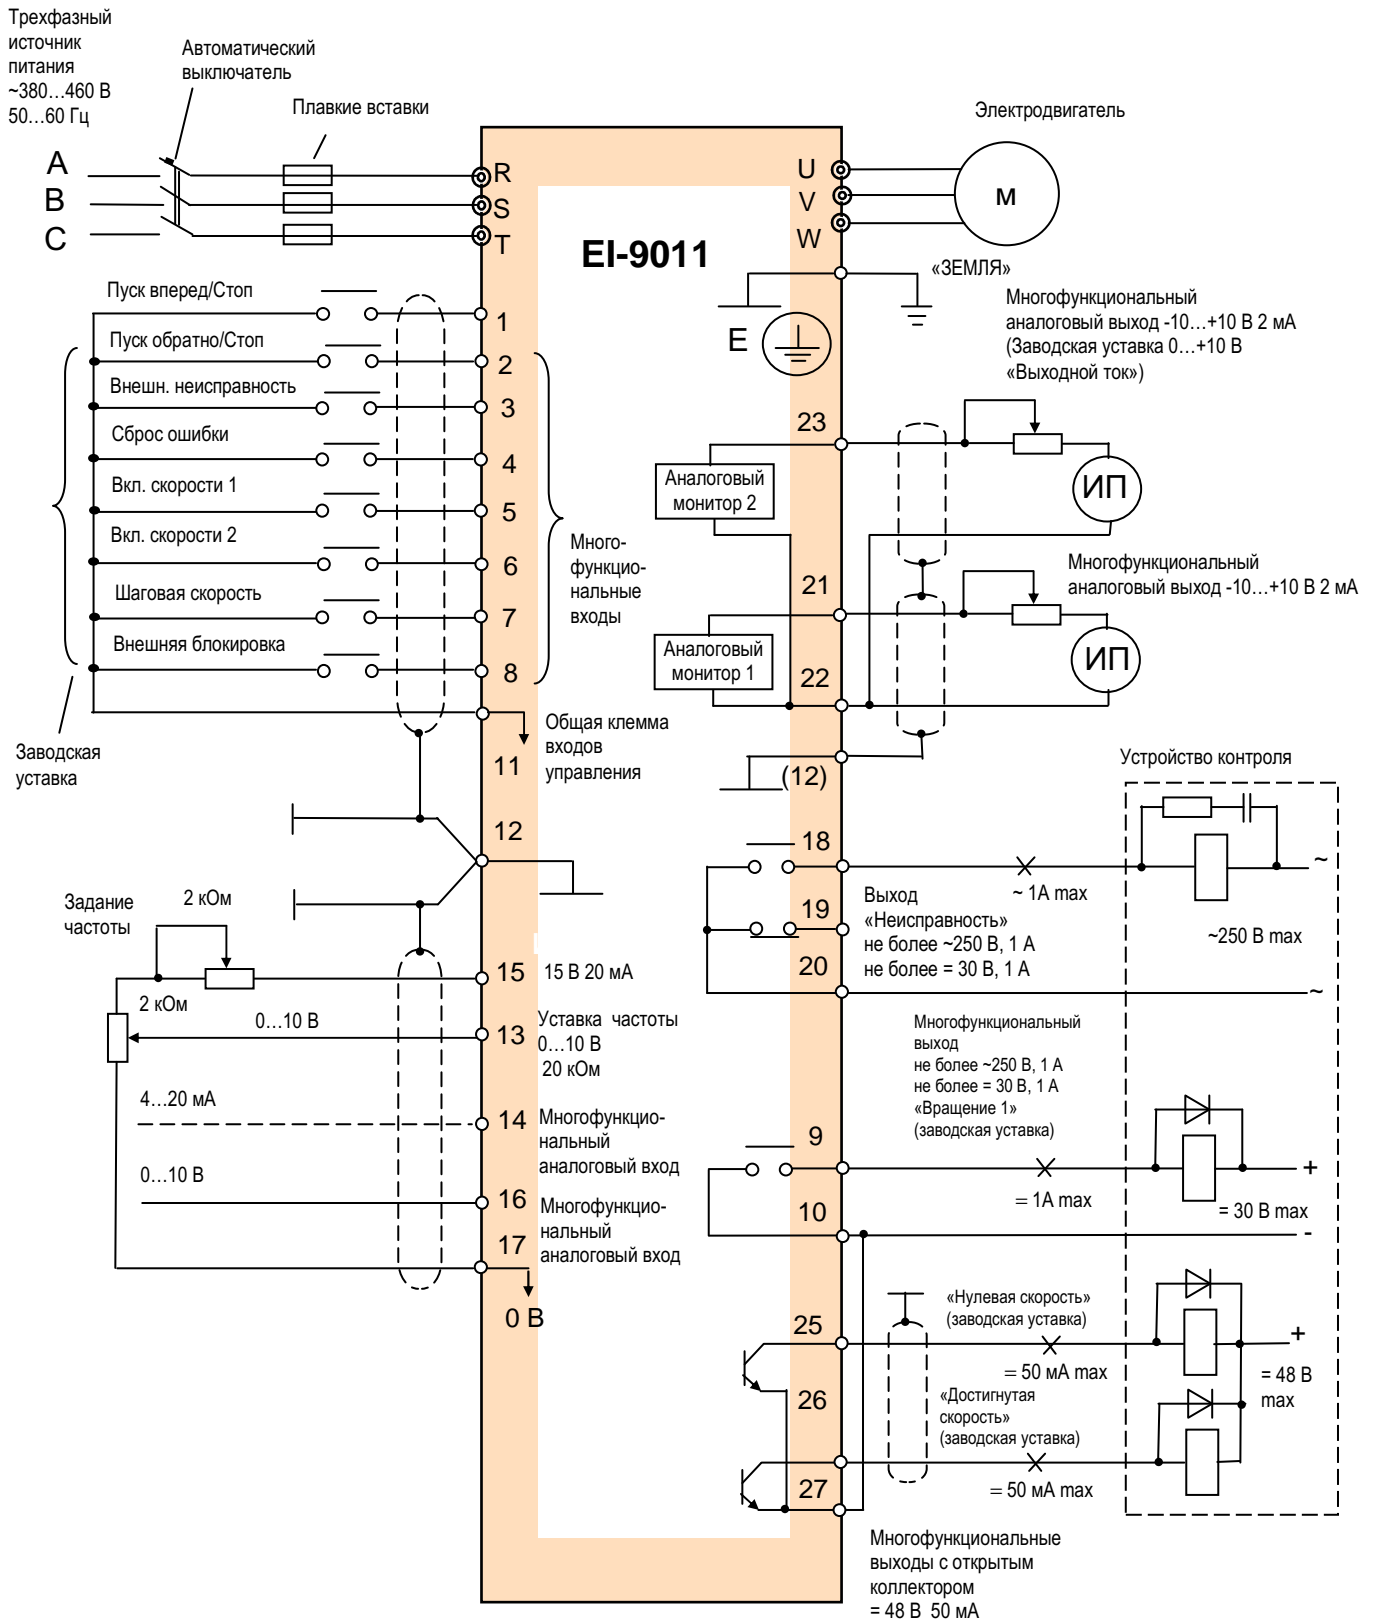 Трехфазный
источник
питания
~380…460 В
50…60 Гц
Автоматический
выключатель
Плавкие вставки
Электродвигатель
A
B
C
R
S
T
U
V
W
М
EI-9011
«ЗЕМЛЯ»
E
Пуск вперед/Стоп
1
Пуск обратно/Стоп
2
Внешн. неисправность
3
Сброс ошибки
4
Вкл. скорости 1
5
Вкл. скорости 2
6
Шаговая скорость
7
Внешняя блокировка
8
Много-
функцио-
нальные
входы
Заводская
уставка
11
Общая клемма
входов
управления
12
Многофункциональный
аналоговый выход -10…+10 В 2 мА
(Заводская уставка 0…+10 В
«Выходной ток»)
23
Аналоговый
монитор 2
ИП
Многофункциональный
аналоговый выход -10…+10 В 2 мА
21
Аналоговый
монитор 1
ИП
22
(12)
Устройство контроля
18
~ 1А max
~
19
Выход
«Неисправность»
не более ~250 В, 1 А
не более = 30 В, 1 А
~250 В max
20
~
Задание
частоты
2 кОм
15
15 В 20 мА
2 кОм
0…10 В
13
Уставка частоты
0…10 В
20 кОм
4…20 мА
14
Многофункцио-
нальный
аналоговый вход
0…10 В
16
Многофункцио-
нальный
аналоговый вход
17
0 В
Многофункциональный
выход
не более ~250 В, 1 А
не более = 30 В, 1 А
«Вращение 1»
(заводская уставка)
9
= 1А max
+
= 30 В max
10
-
«Нулевая скорость»
(заводская уставка)
25
= 50 мА max
+
= 48 В
max
26
«Достигнутая
скорость»
(заводская уставка)
27
= 50 мА max
Многофункциональные
выходы с открытым
коллектором
= 48 В 50 мА